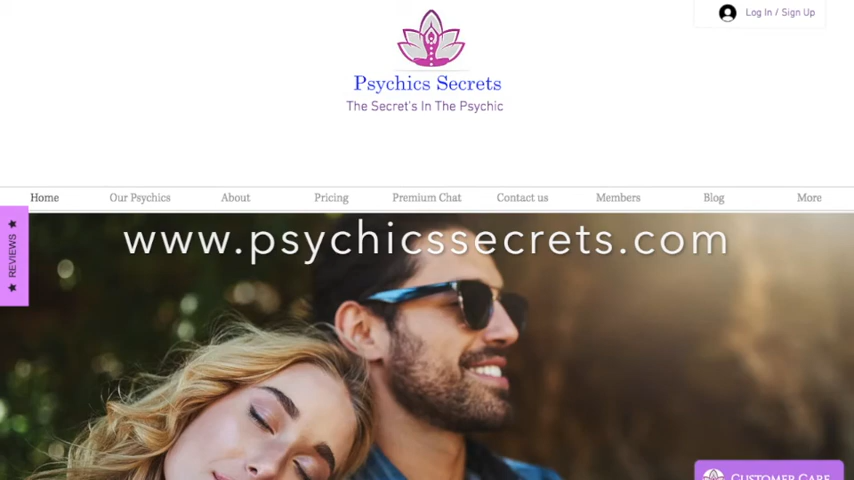 Log In / Sign Up
Psychics Secrets
The Secret's In The Psychic
Home Our Psychics About Pricing Premium Chat Contact us Members Blog More
www.psychicssecrets.com
★ REVIEWS ★
CUSTOMER CARE